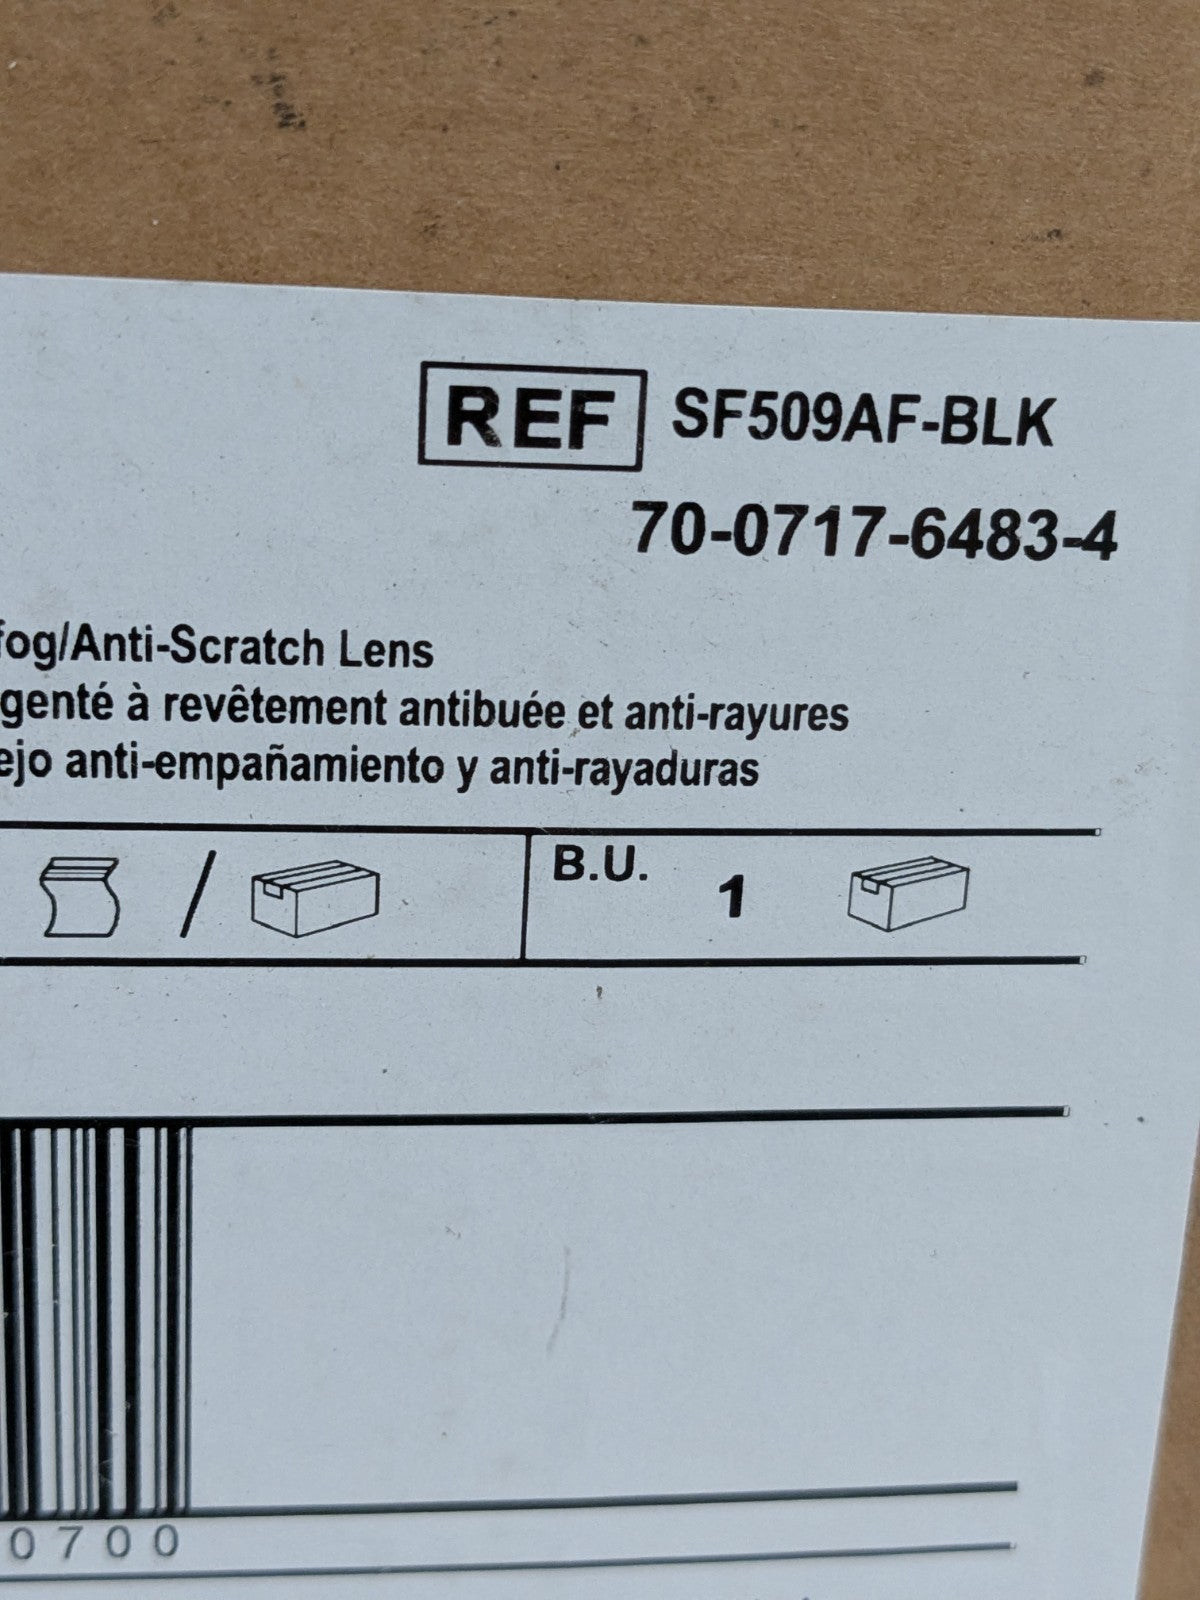 REF SF509AF-BLK
70-0717-6483-4
fog/Anti-Scratch Lens
genté à revêtement antibuée et anti-rayures
ejo anti-empañamiento y anti-rayaduras
/ B.U. 1
0700